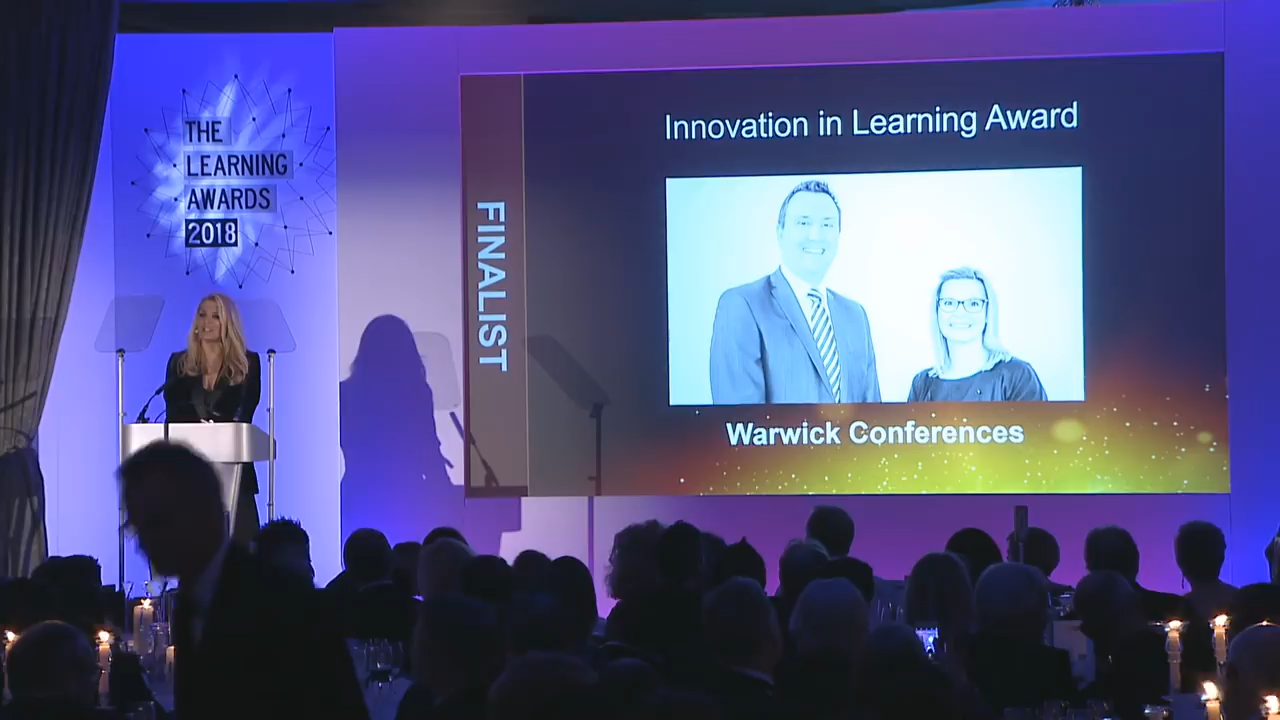 THE
LEARNING
AWARDS
2018
FINALIST
Innovation in Learning Award
Warwick Conferences